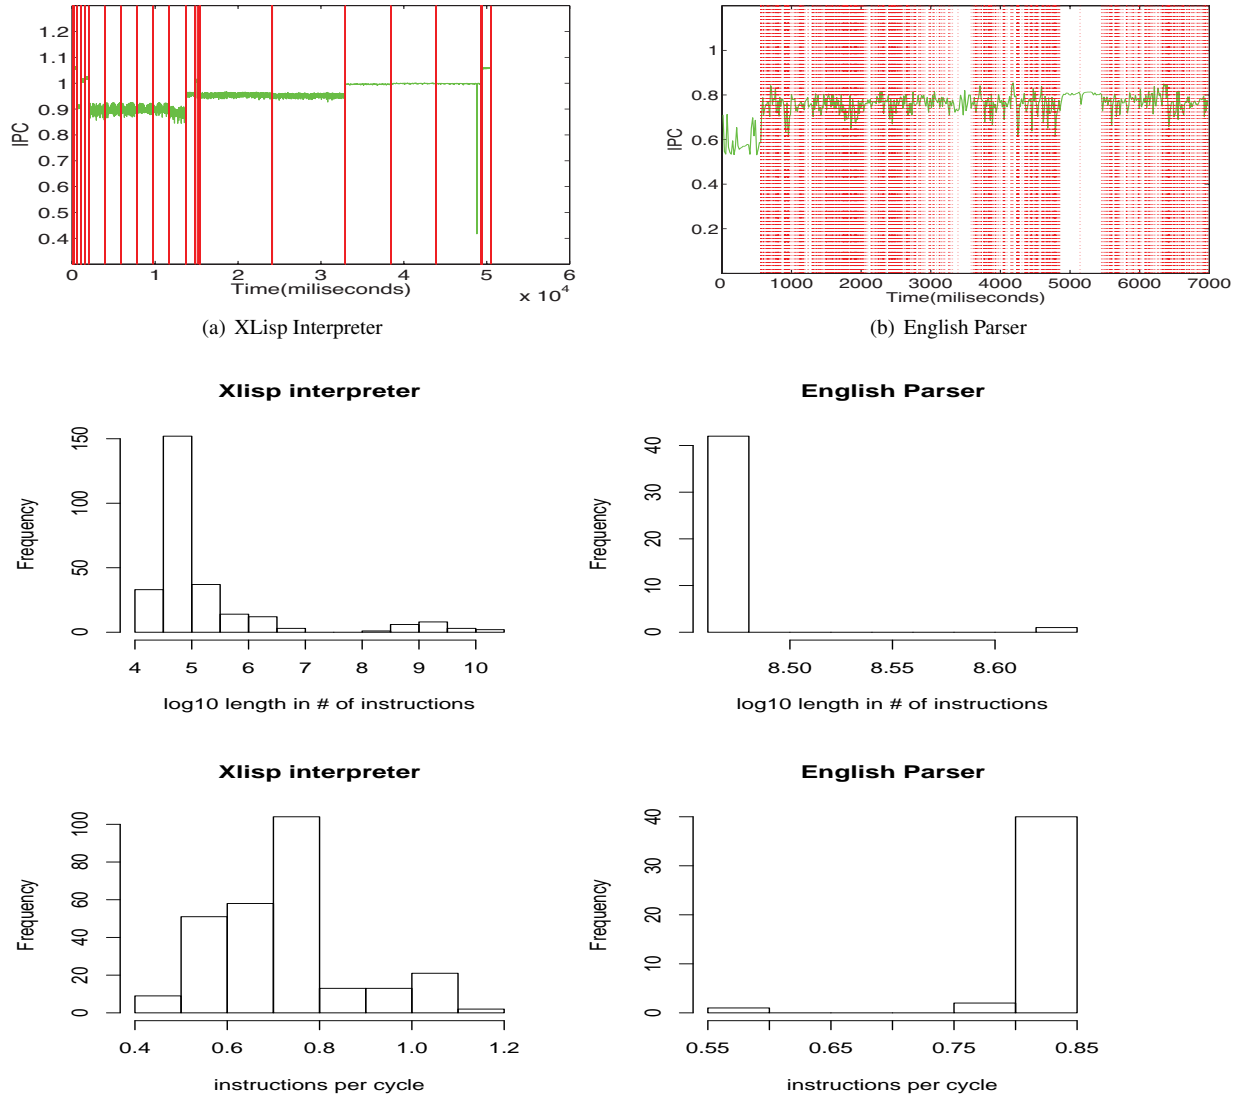 1.2
1.1
1
0.9
0.8
0.7
0.6
0.5
0.4
IPC
0 1 2 3 4 5 6
Time(miliseconds)
x 10^4
(a) XLisp Interpreter
1
0.8
0.6
0.4
0.2
IPC
0 1000 2000 3000 4000 5000 6000 7000
Time(miliseconds)
(b) English Parser
Xlisp interpreter
150
100
50
0
Frequency
4 5 6 7 8 9 10
log10 length in # of instructions
English Parser
40
30
20
10
0
Frequency
8.50 8.55 8.60
log10 length in # of instructions
Xlisp interpreter
100
80
60
40
20
0
Frequency
0.4 0.6 0.8 1.0 1.2
instructions per cycle
English Parser
40
30
20
10
0
Frequency
0.55 0.65 0.75 0.85
instructions per cycle